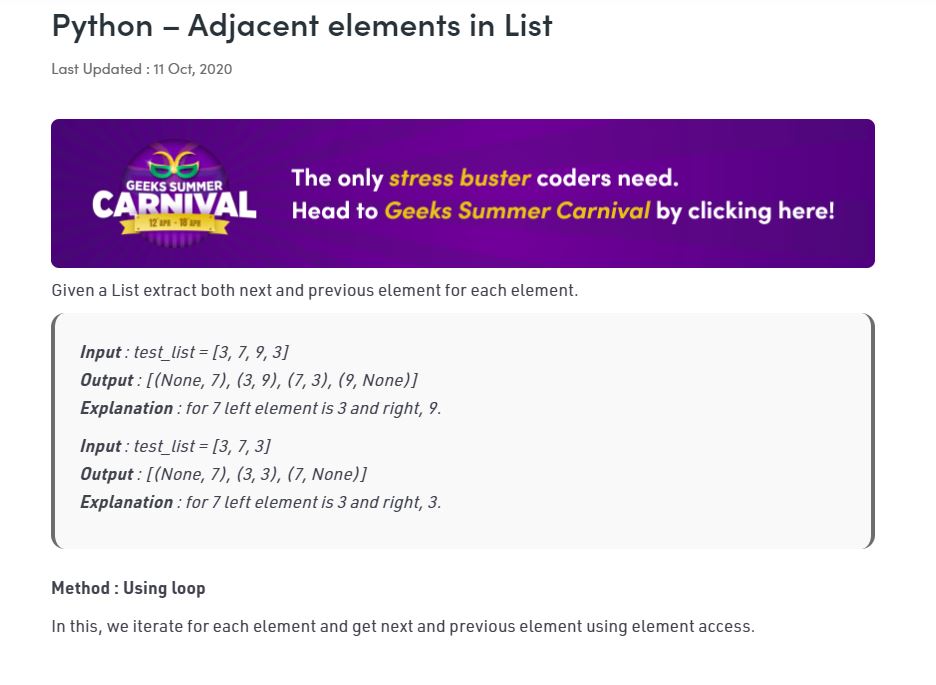 Python – Adjacent elements in List
Last Updated : 11 Oct, 2020
GEEKS SUMMER
CARNIVAL
12 APR - 18 APR
The only stress buster coders need.
Head to Geeks Summer Carnival by clicking here!
Given a List extract both next and previous element for each element.
Input : test_list = [3, 7, 9, 3]
Output : [(None, 7), (3, 9), (7, 3), (9, None)]
Explanation : for 7 left element is 3 and right, 9.
Input : test_list = [3, 7, 3]
Output : [(None, 7), (3, 3), (7, None)]
Explanation : for 7 left element is 3 and right, 3.
Method : Using loop
In this, we iterate for each element and get next and previous element using element access.